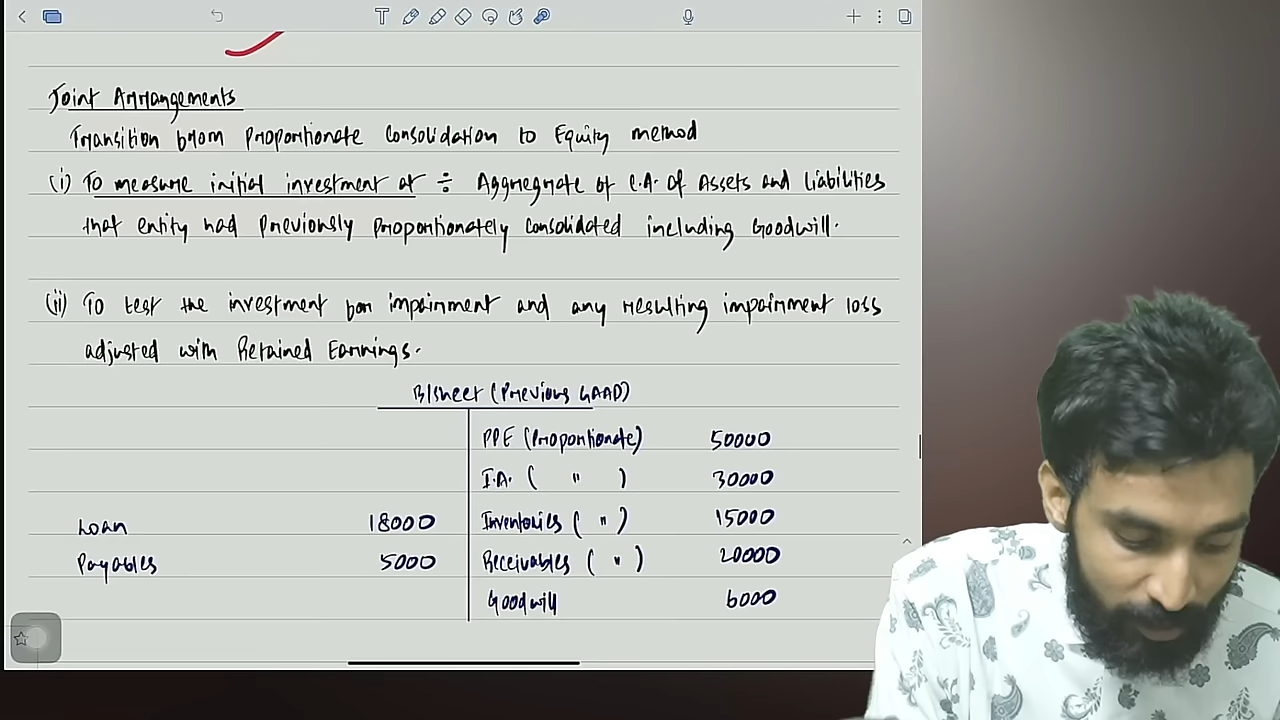 Joint Arrangements
Transition from Proportionate Consolidation to Equity method
(i) To measure initial investment at ÷ Aggregate of C.A. of Assets and liabilities
that entity had Previously Proportionately consolidated including Goodwill.
(ii) To test the investment for impairment and any resulting impairment loss
adjusted with Retained Earnings.
B/Sheet (Previous GAAP)
PPE (Proportionate) 50000
I.A. ( " ) 30000
Loan 18000 Inventories ( " ) 15000
Payables 5000 Receivables ( " ) 20000
Goodwill 6000